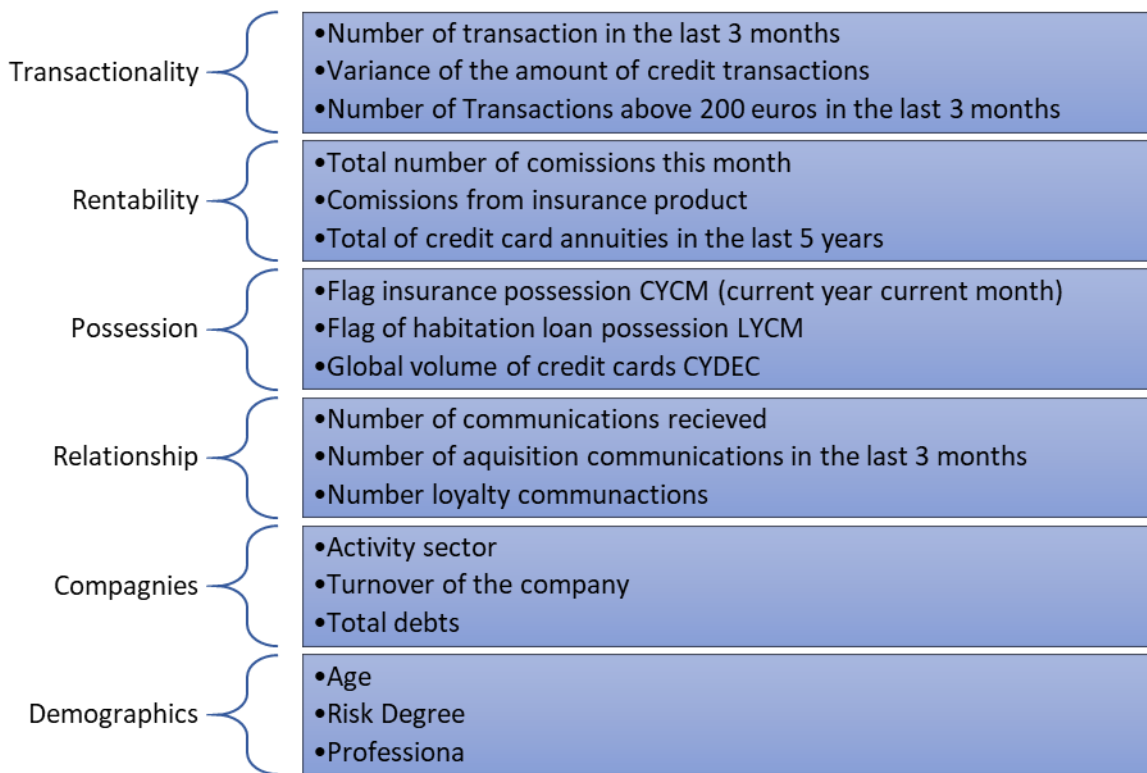 Transactionality
•Number of transaction in the last 3 months
•Variance of the amount of credit transactions
•Number of Transactions above 200 euros in the last 3 months
Rentability
•Total number of comissions this month
•Comissions from insurance product
•Total of credit card annuities in the last 5 years
Possession
•Flag insurance possession CYCM (current year current month)
•Flag of habitation loan possession LYCM
•Global volume of credit cards CYDEC
Relationship
•Number of communications recieved
•Number of aquisition communications in the last 3 months
•Number loyalty communactions
Compagnies
•Activity sector
•Turnover of the company
•Total debts
Demographics
•Age
•Risk Degree
•Professiona